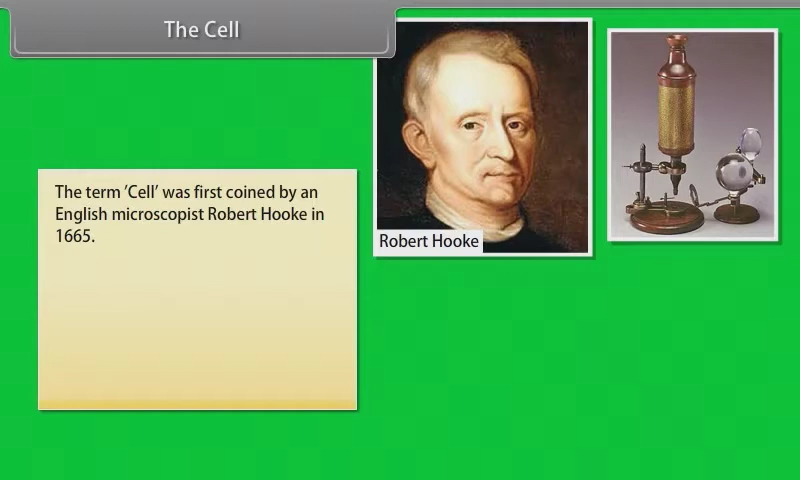 The Cell
The term ‘Cell’ was first coined by an
English microscopist Robert Hooke in
1665.
Robert Hooke